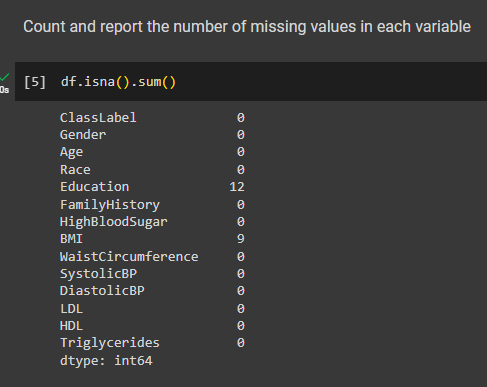 Count and report the number of missing values in each variable
[5] df.isna().sum()
0s
ClassLabel 0
Gender 0
Age 0
Race 0
Education 12
FamilyHistory 0
HighBloodSugar 0
BMI 9
WaistCircumference 0
SystolicBP 0
DiastolicBP 0
LDL 0
HDL 0
Triglycerides 0
dtype: int64